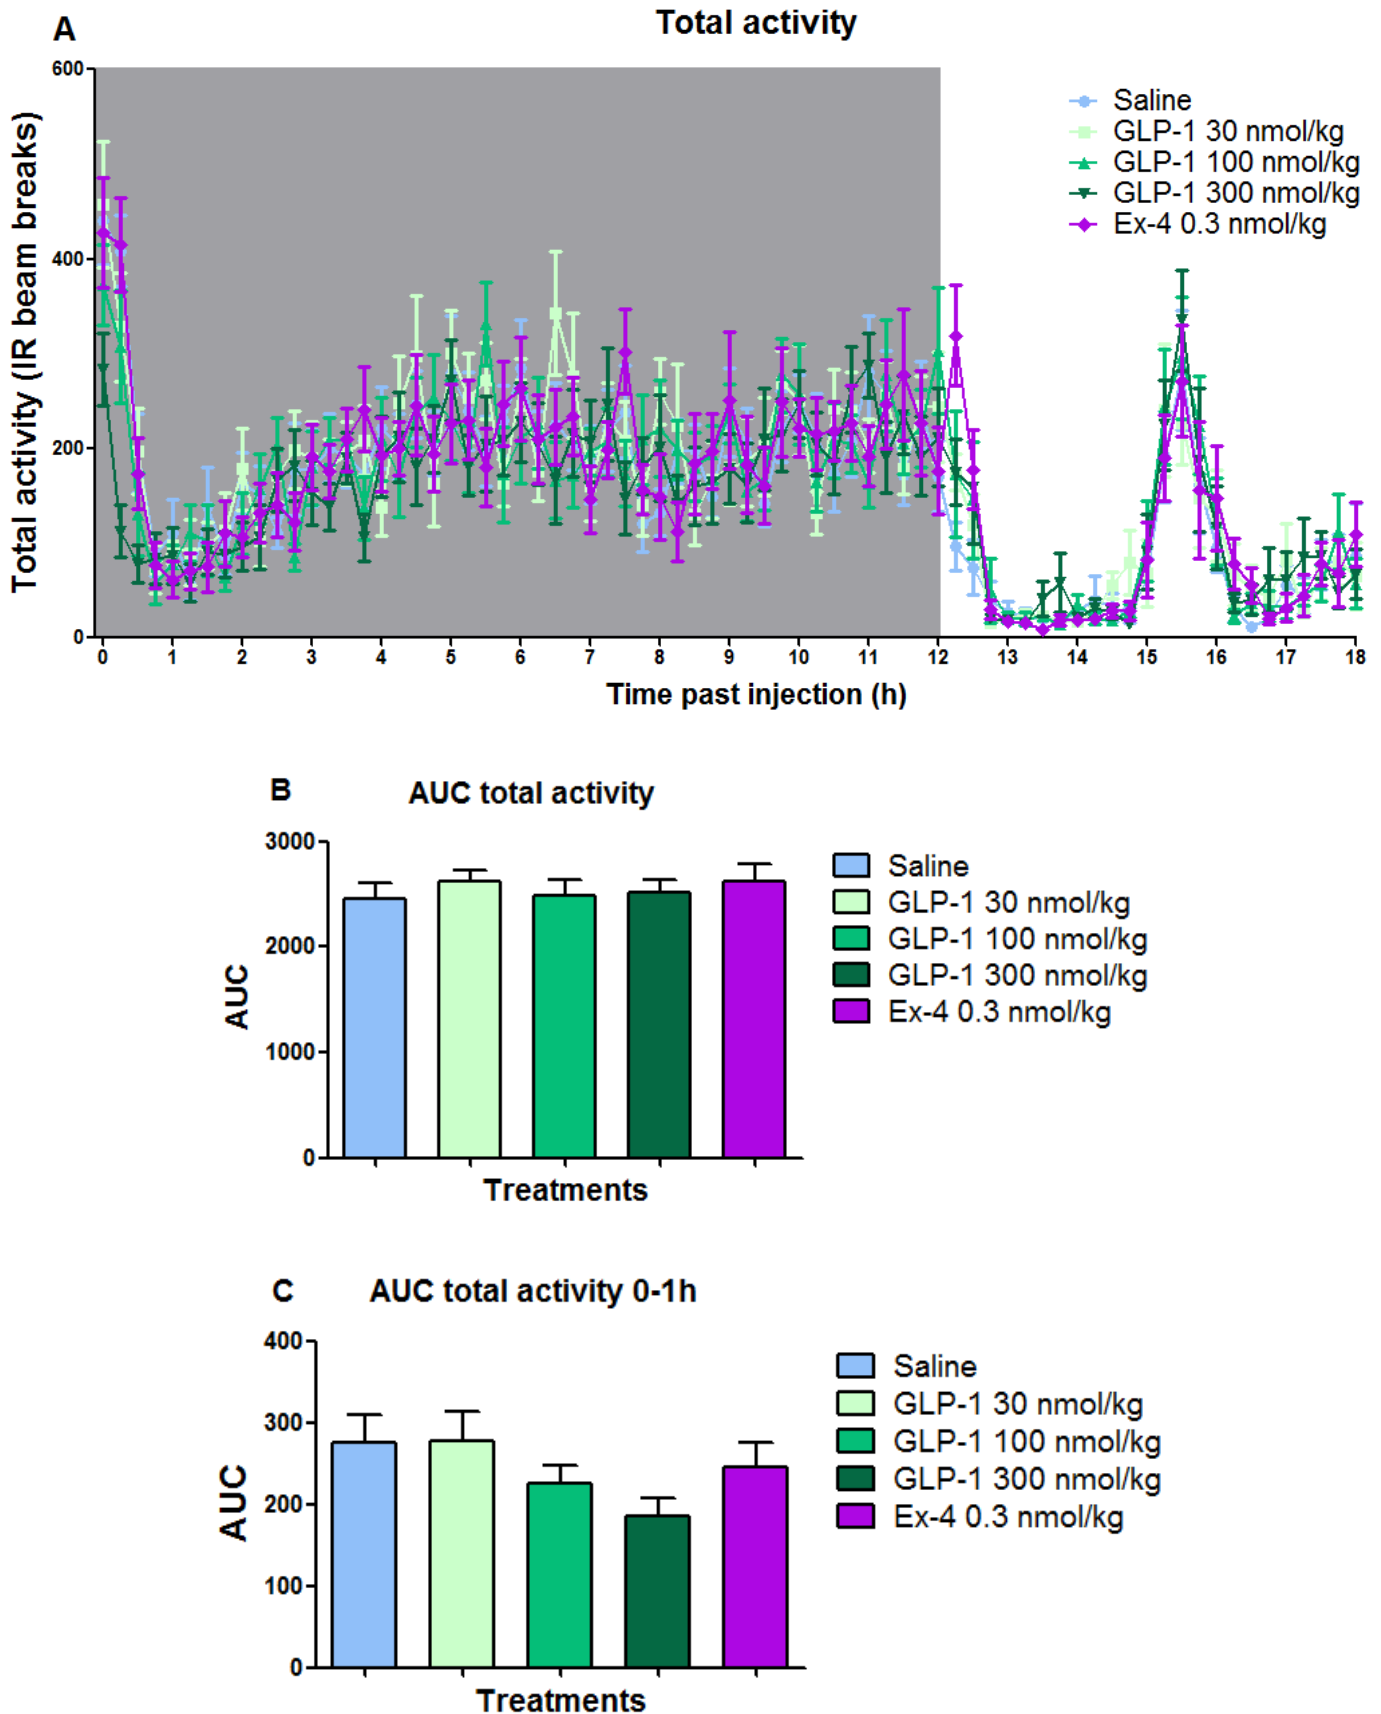 A
Total activity
Total activity (IR beam breaks)
600
400
200
0
Saline
GLP-1 30 nmol/kg
GLP-1 100 nmol/kg
GLP-1 300 nmol/kg
Ex-4 0.3 nmol/kg
0 1 2 3 4 5 6 7 8 9 10 11 12 13 14 15 16 17 18
Time past injection (h)
B
AUC total activity
AUC
3000
2000
1000
0
Treatments
Saline
GLP-1 30 nmol/kg
GLP-1 100 nmol/kg
GLP-1 300 nmol/kg
Ex-4 0.3 nmol/kg
C
AUC total activity 0-1h
AUC
400
300
200
100
0
Treatments
Saline
GLP-1 30 nmol/kg
GLP-1 100 nmol/kg
GLP-1 300 nmol/kg
Ex-4 0.3 nmol/kg